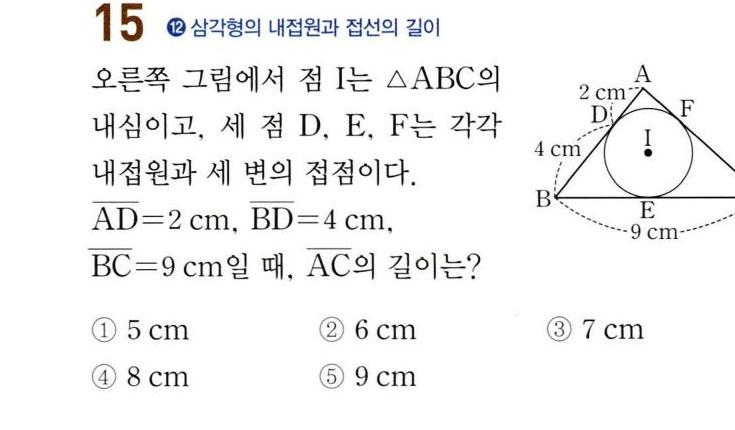 15 ⑫ 삼각형의 내접원과 접선의 길이
오른쪽 그림에서 점 I는 △ABC의
내심이고, 세 점 D, E, F는 각각
내접원과 세 변의 접점이다.
AD=2 cm, BD=4 cm,
BC=9 cm일 때, AC의 길이는?
A
2 cm
D
F
I
4 cm
B
E
9 cm
① 5 cm ② 6 cm ③ 7 cm
④ 8 cm ⑤ 9 cm